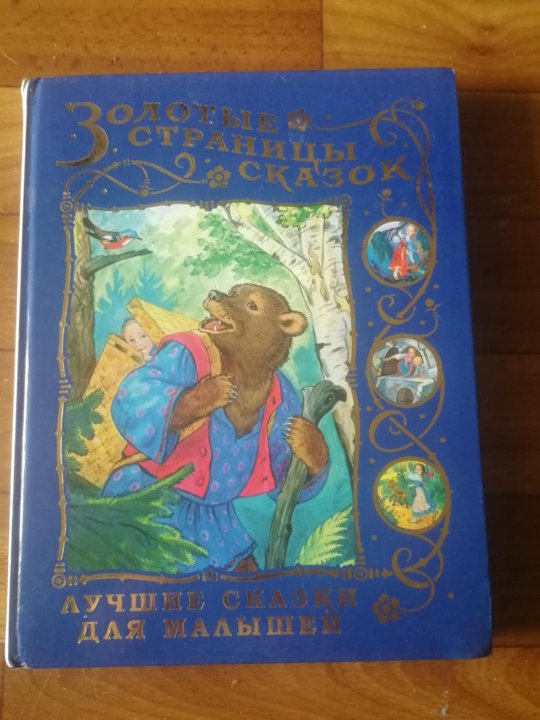 Золотые
страницы
сказок
Лучшие сказки
для малышей